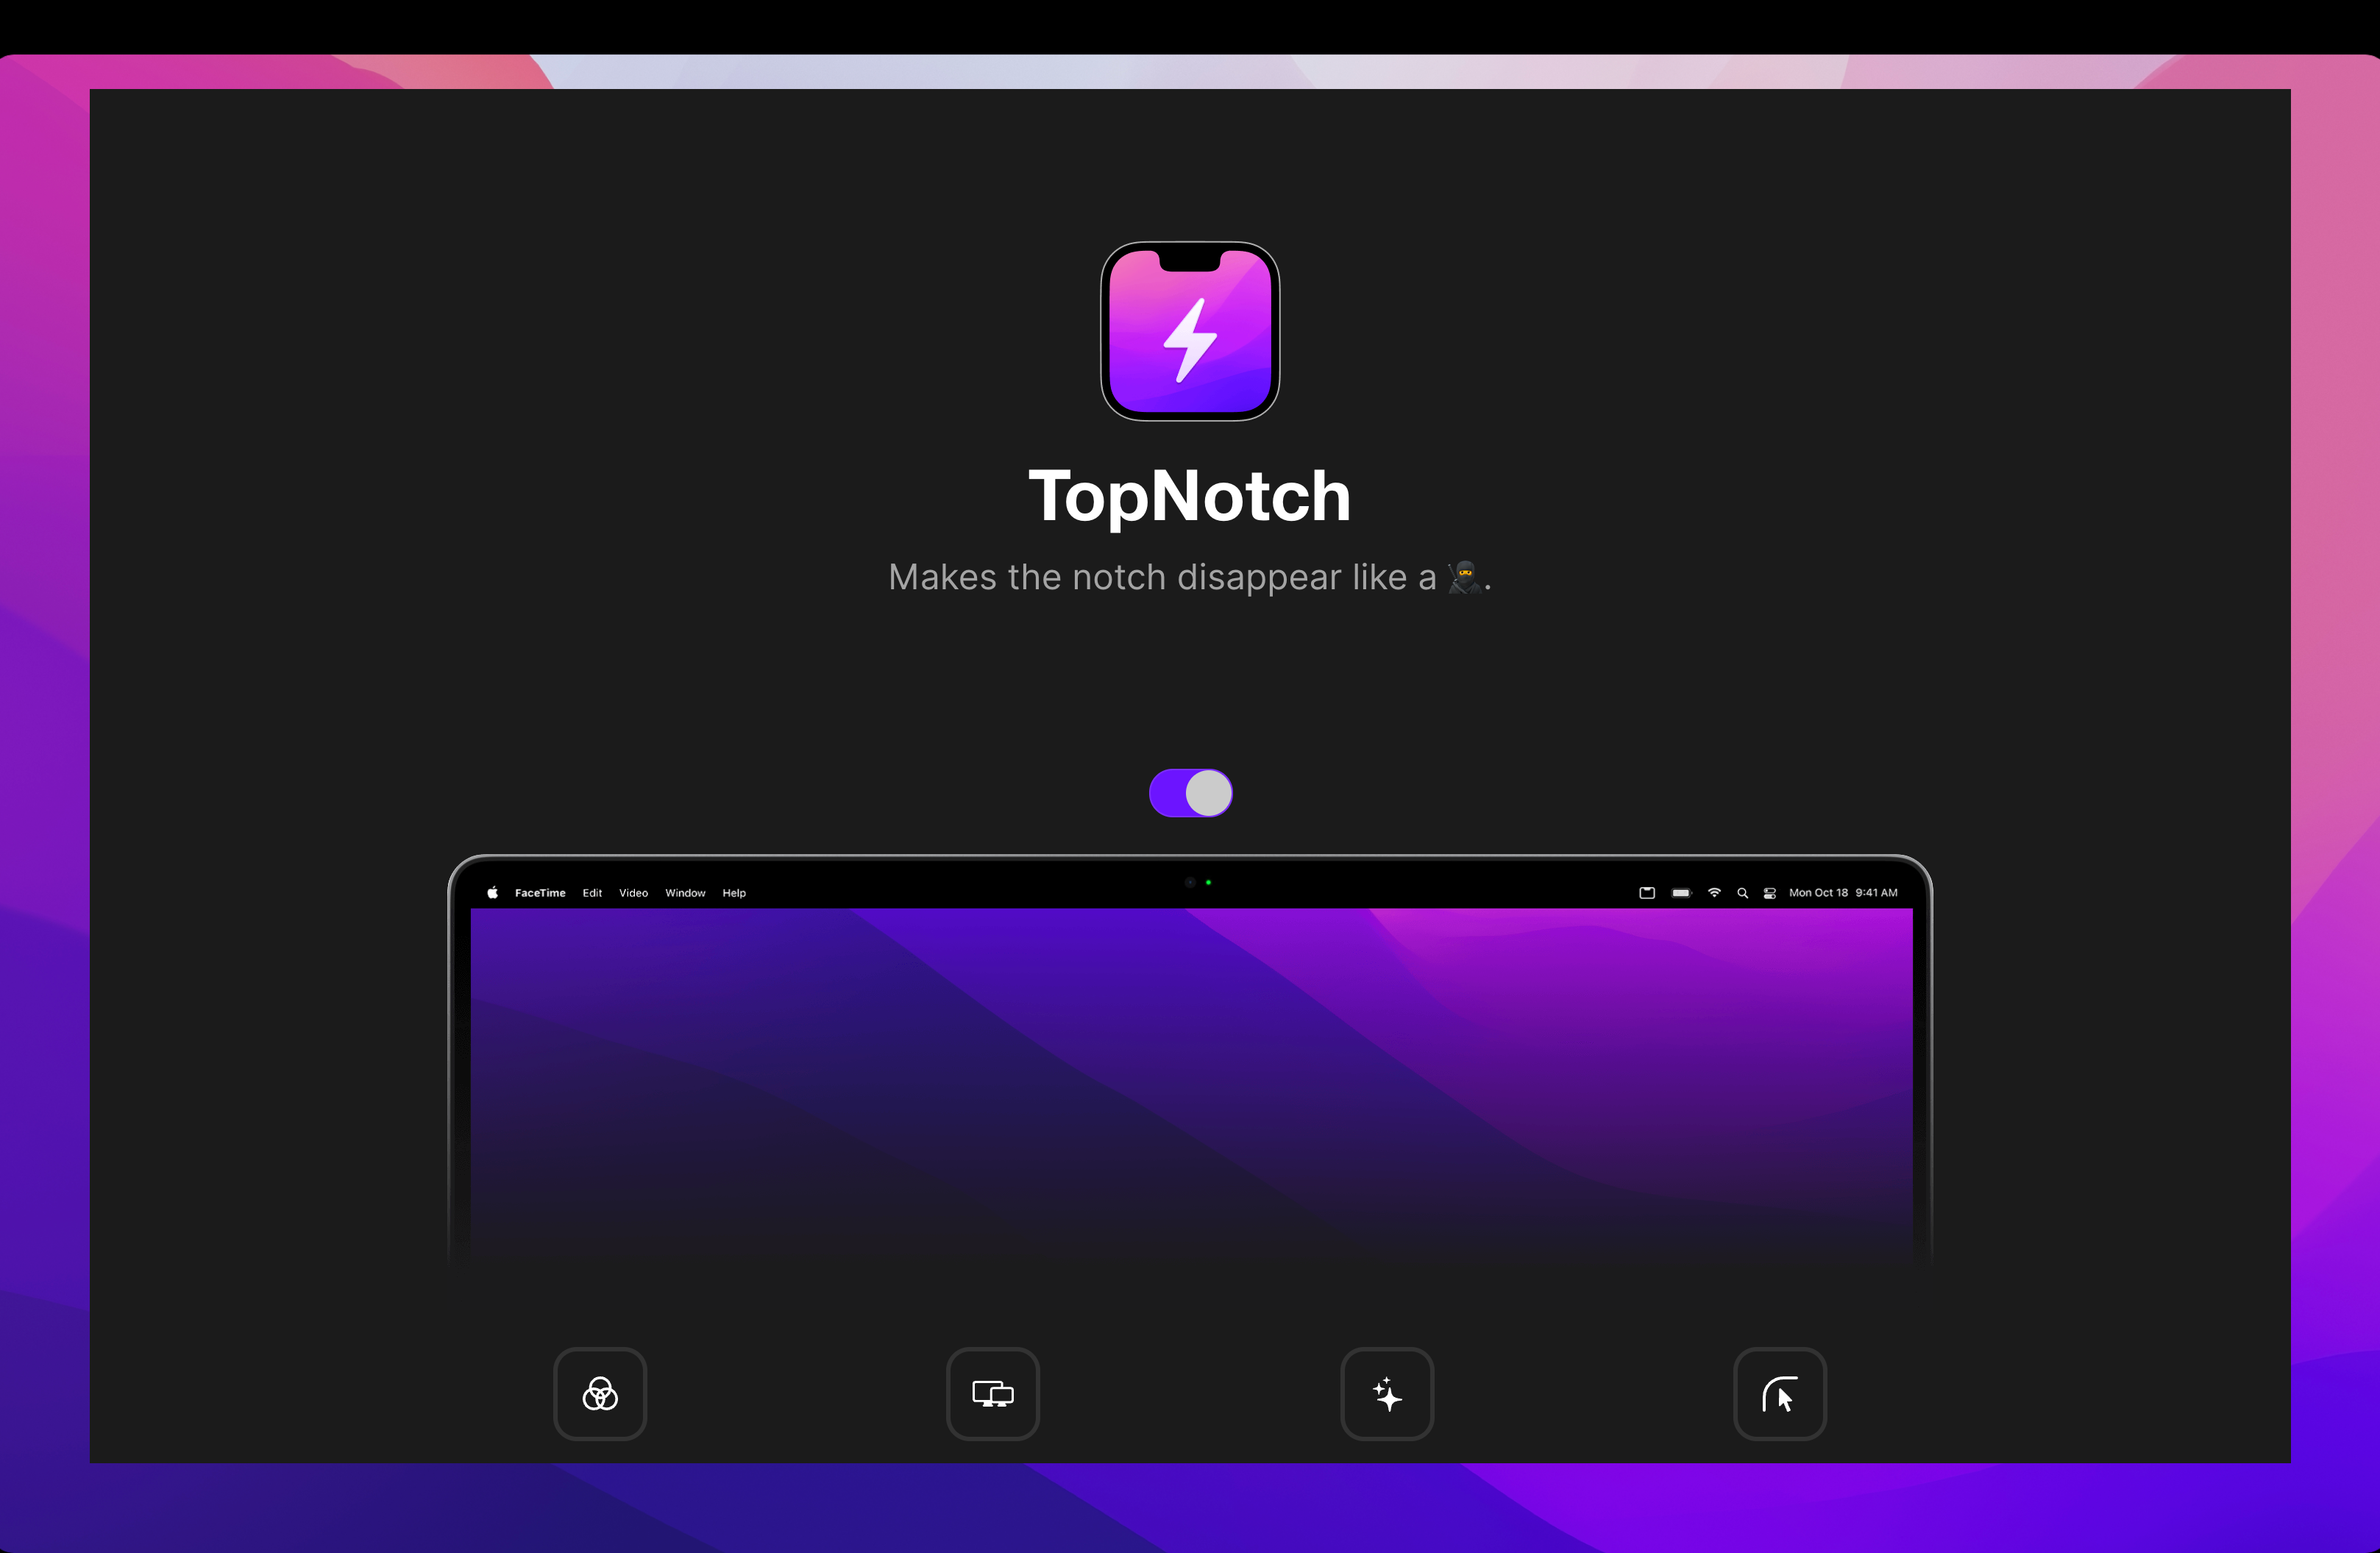 TopNotch
Makes the notch disappear like a 🥷.
FaceTime Edit Video Window Help Mon Oct 18 9:41 AM